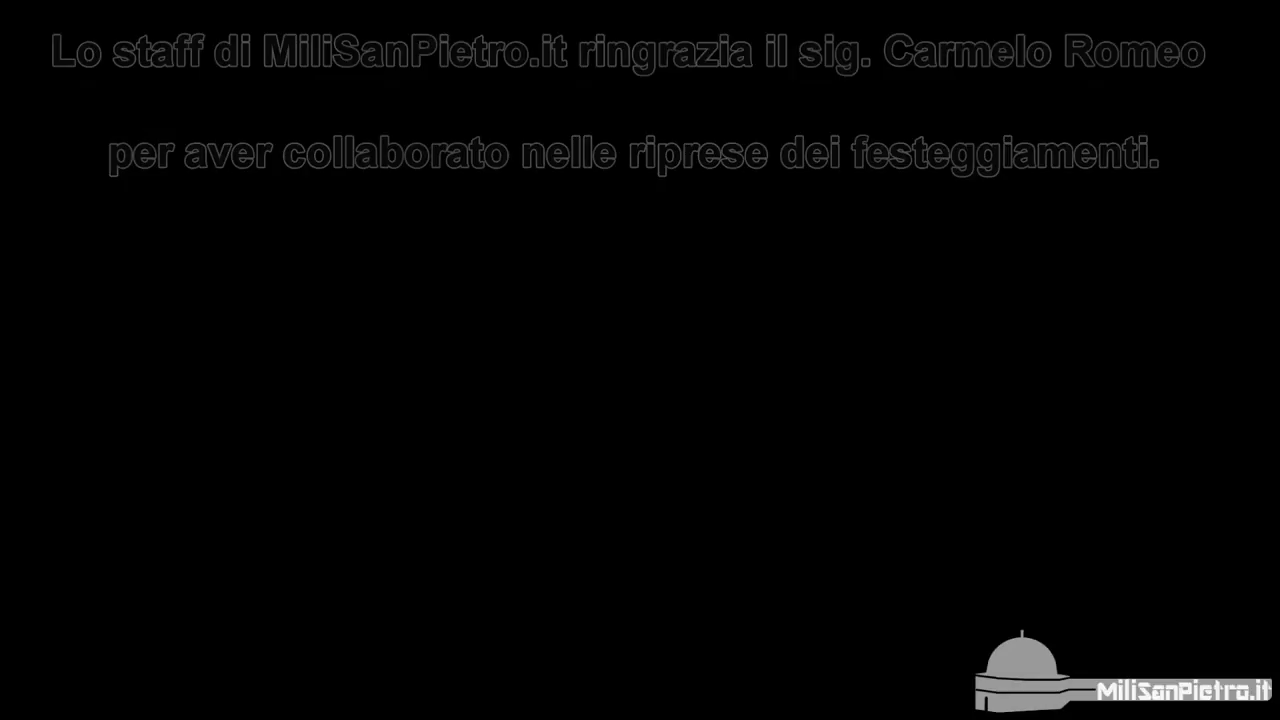 Lo staff di MiliSanPietro.it ringrazia il sig. Carmelo Romeo
per aver collaborato nelle riprese dei festeggiamenti.
MiliSanPietro.it